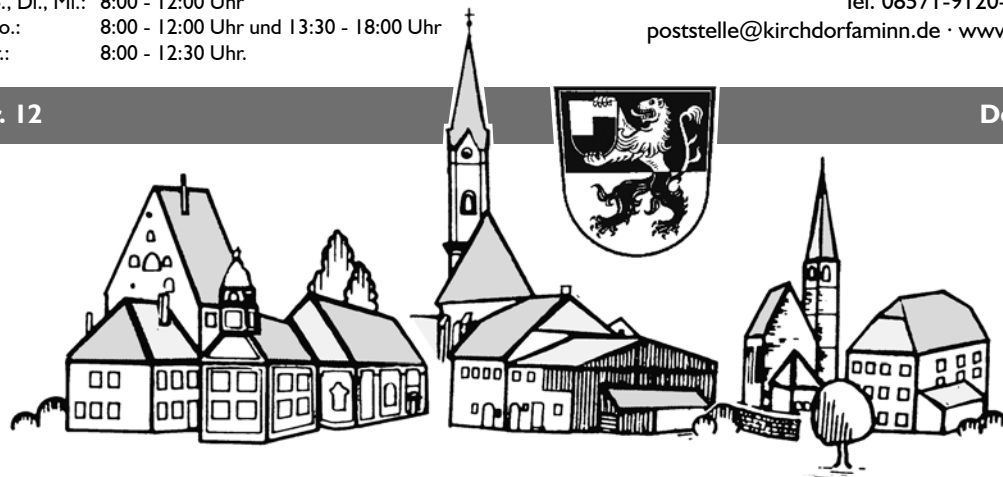 Di., Mi.: 8:00 - 12:00 Uhr
8:00 - 12:00 Uhr und 13:30 - 18:00 Uhr
8:00 - 12:30 Uhr.
Tel. 08571-9120-
poststelle@kirchdorfaminn.de · www
12